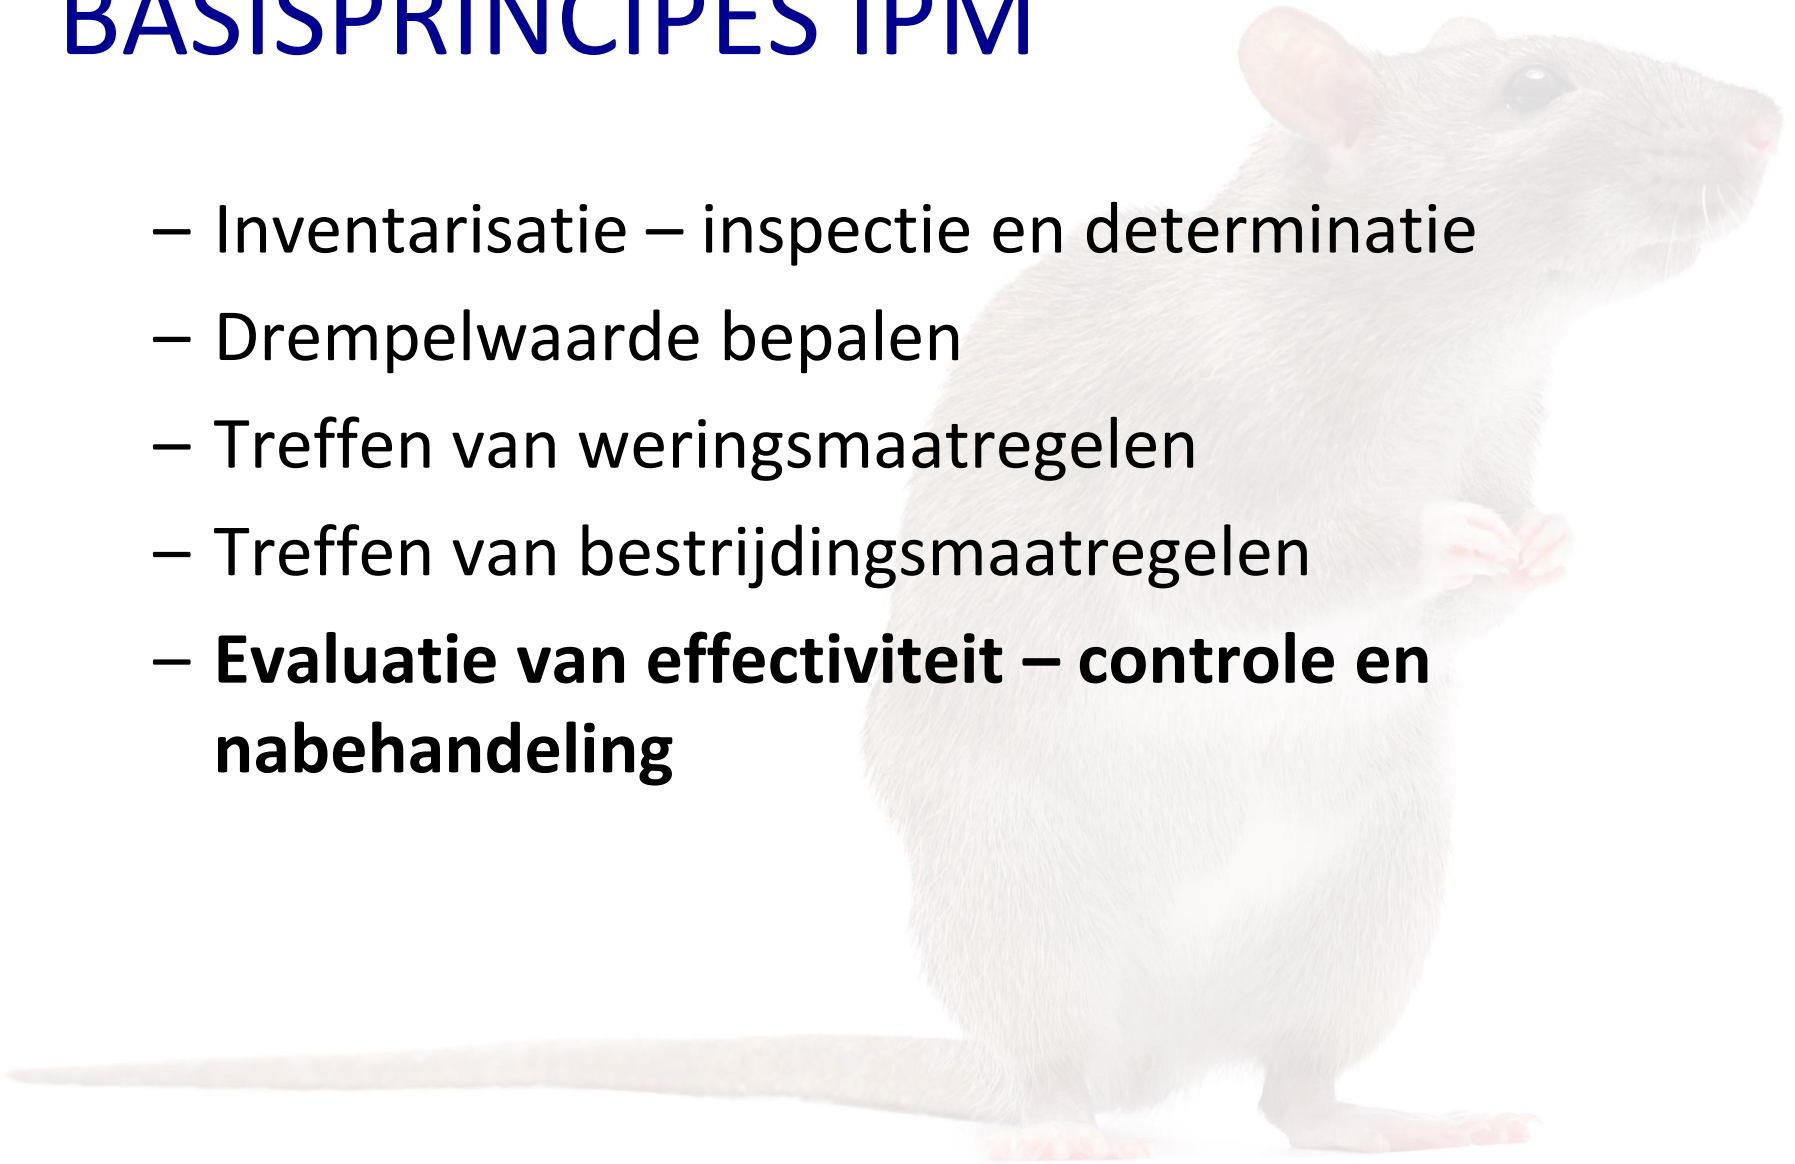 BASISPRINCIPES IPM
– Inventarisatie – inspectie en determinatie
– Drempelwaarde bepalen
– Treffen van weringsmaatregelen
– Treffen van bestrijdingsmaatregelen
– Evaluatie van effectiviteit – controle en
nabehandeling